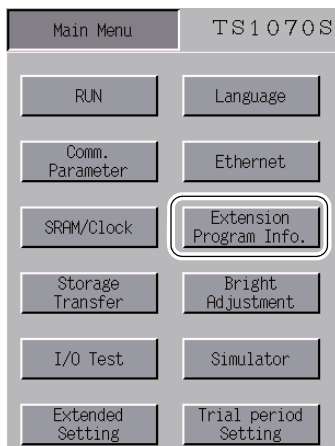 Main Menu TS1070S
RUN Language
Comm.
Parameter
Ethernet
SRAM/Clock
Extension
Program Info.
Storage
Transfer
Bright
Adjustment
I/O Test Simulator
Extended
Setting
Trial period
Setting